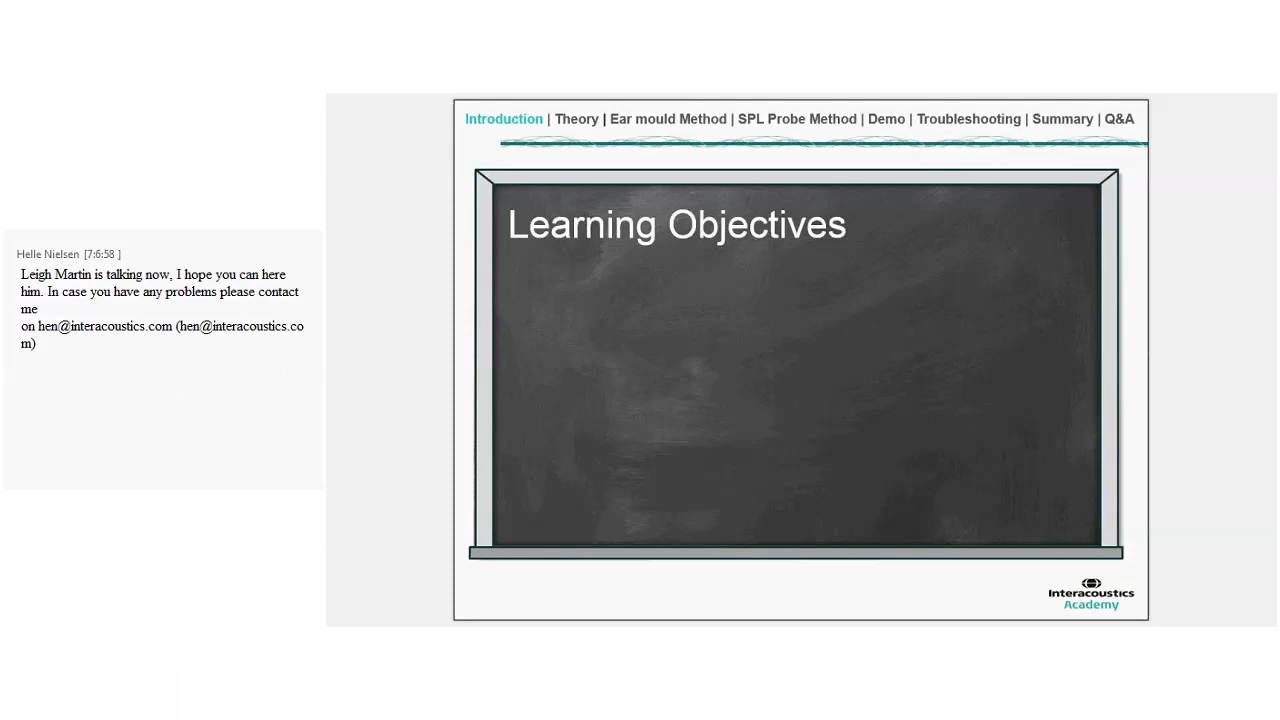 Helle Nielsen [7:6:58 ]
Leigh Martin is talking now, I hope you can here
him. In case you have any problems please contact
me
on hen@interacoustics.com (hen@interacoustics.co
m)
Introduction | Theory | Ear mould Method | SPL Probe Method | Demo | Troubleshooting | Summary | Q&A
Learning Objectives
Interacoustics
Academy